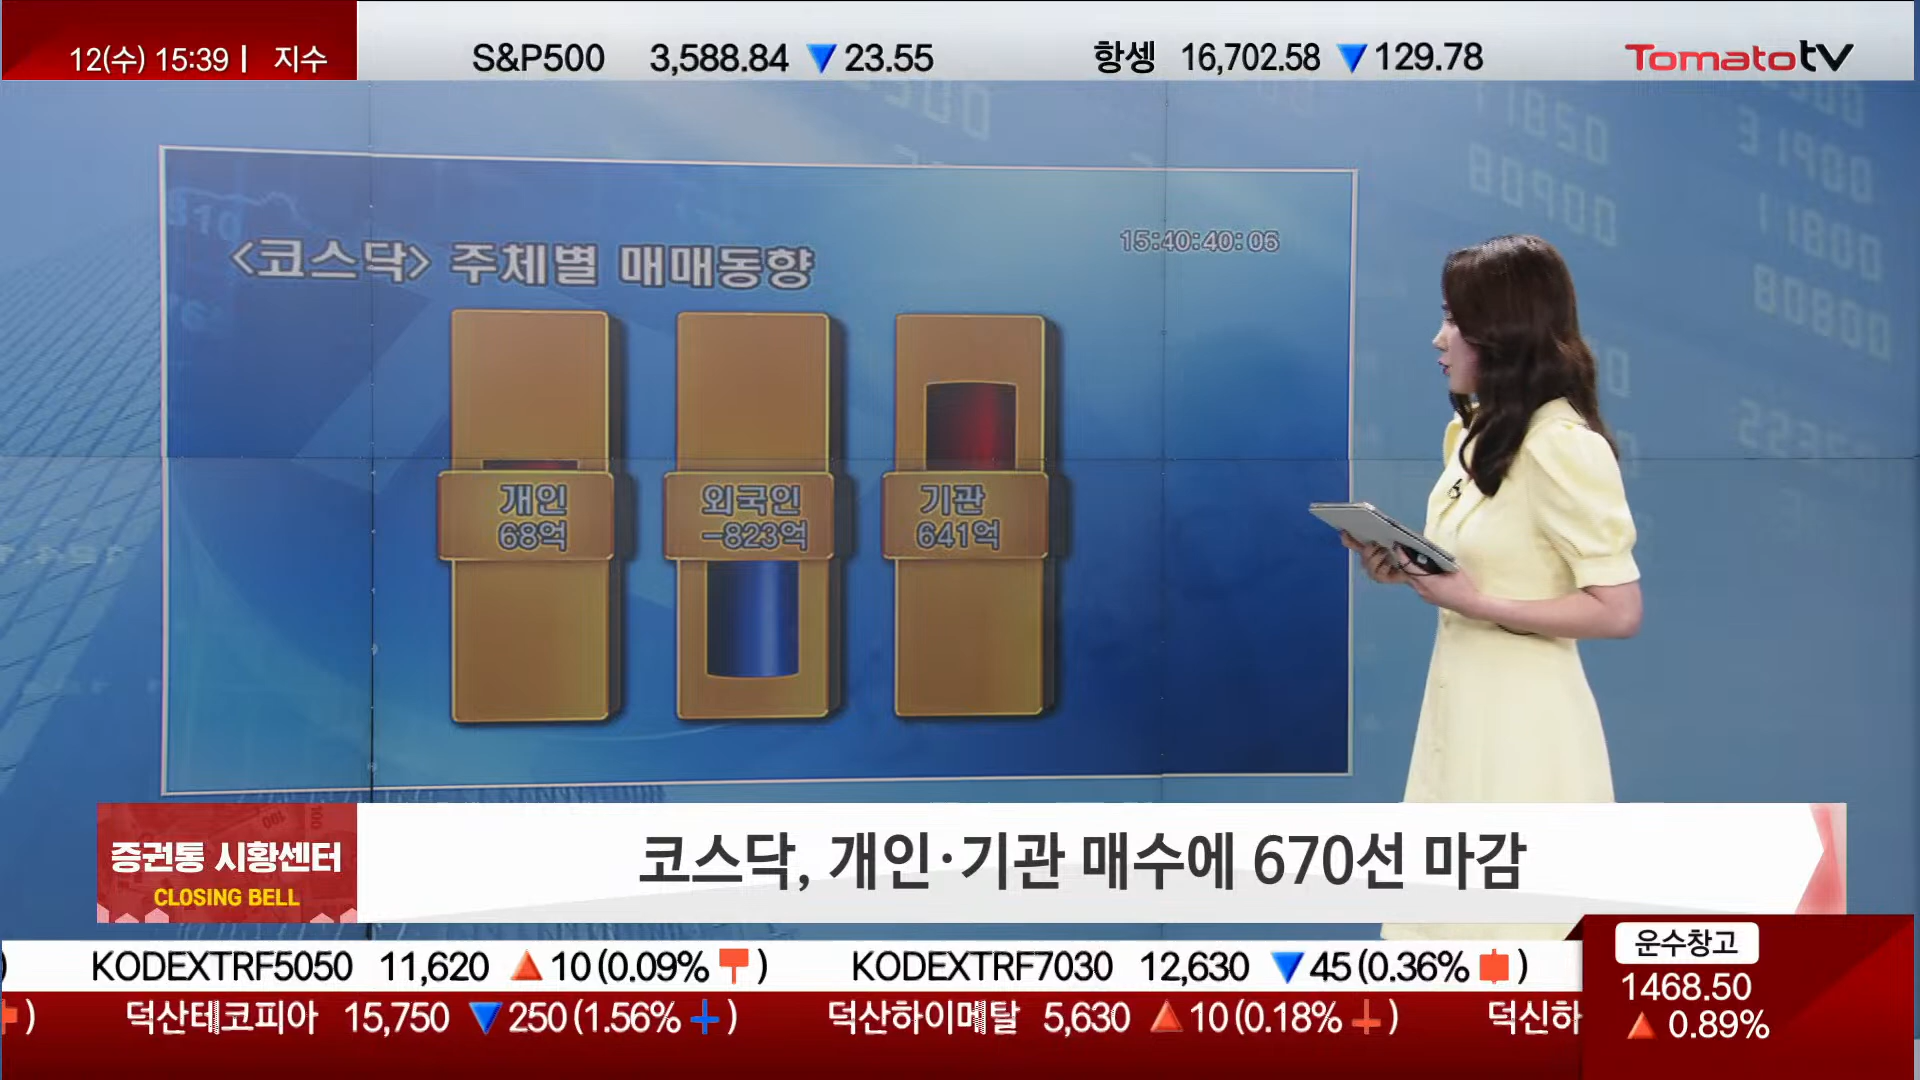 12(수) 15:39 | 지수
S&P500 3,588.84 ▼23.55 항셍 16,702.58 ▼129.78
Tomatotv
<코스닥> 주체별 매매동향
15:40:40:06
개인
68억
외국인
-823억
기관
641억
11850
80900
31900
11800
80800
증권통 시황센터
CLOSING BELL
코스닥, 개인·기관 매수에 670선 마감
KODEXTRF5050 11,620 ▲10(0.09%) KODEXTRF7030 12,630 ▼45(0.36%)
덕산테코피아 15,750 ▼250(1.56%) 덕산하이메탈 5,630 ▲10(0.18%) 덕신하
운수창고
1468.50
▲ 0.89%